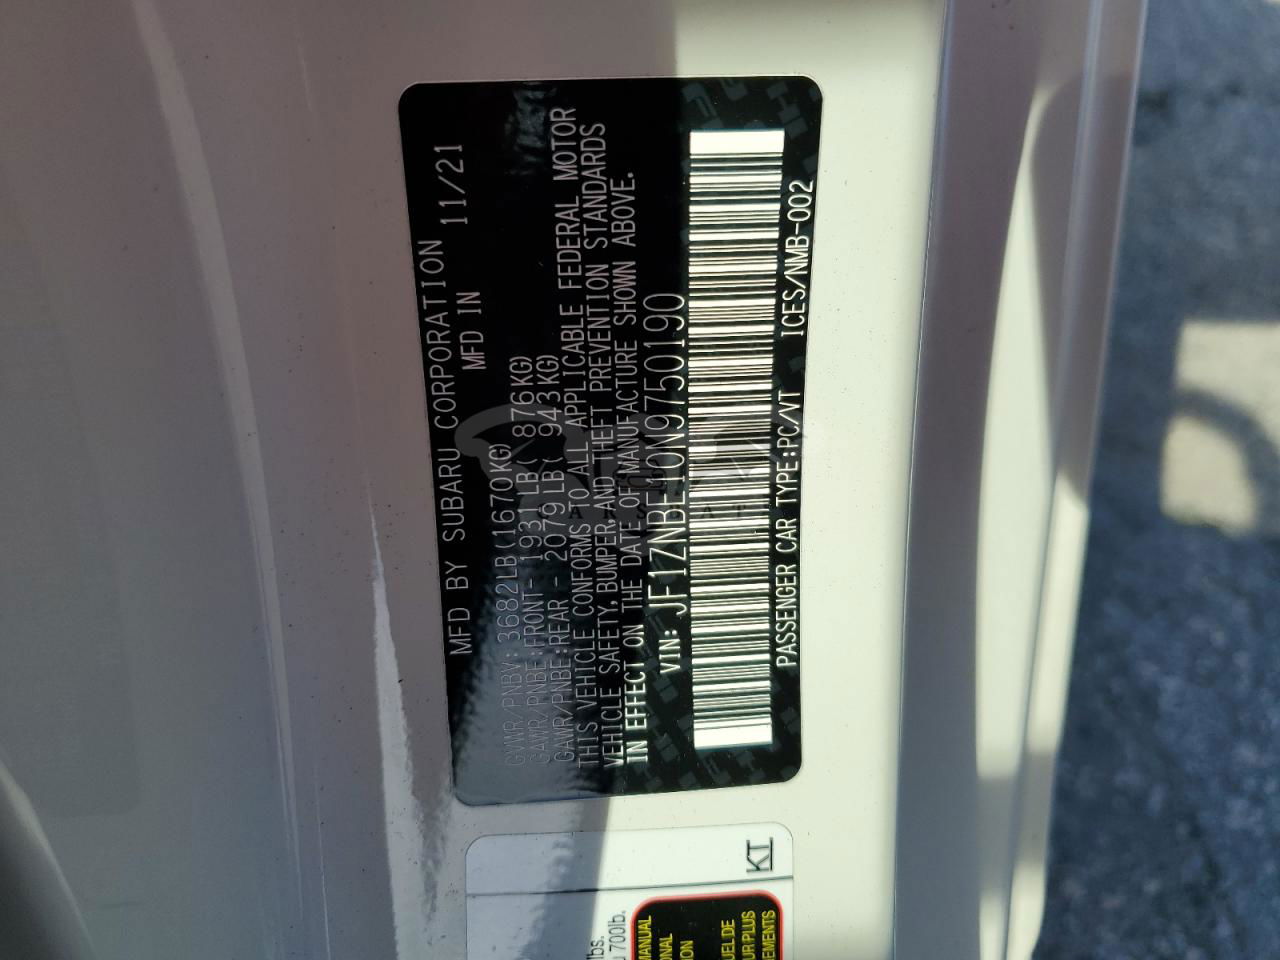 MFD BY SUBARU CORPORATION
MFD IN 11/21
GVWR/PNBV: 3682LB(1670KG)
GAWR/PNBE:FRONT- 1931LB( 876KG)
GAWR/PNBE:REAR - 2079LB( 943KG)
THIS VEHICLE CONFORMS TO ALL APPLICABLE FEDERAL MOTOR
VEHICLE SAFETY, BUMPER, AND THEFT PREVENTION STANDARDS
IN EFFECT ON THE DATE OF MANUFACTURE SHOWN ABOVE.
VIN: JF1ZNBE10N9750190
PASSENGER CAR TYPE:PC/VT ICES/NMB-002
KT
lbs.
700lb.
MANUAL